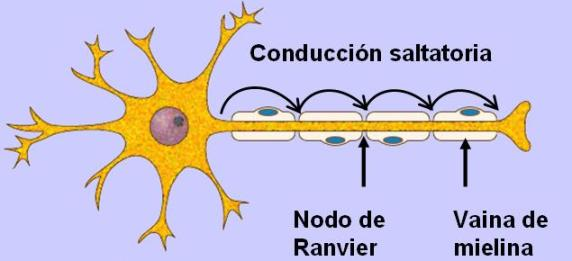 Conducción saltatoria
Nodo de
Ranvier
Vaina de
mielina